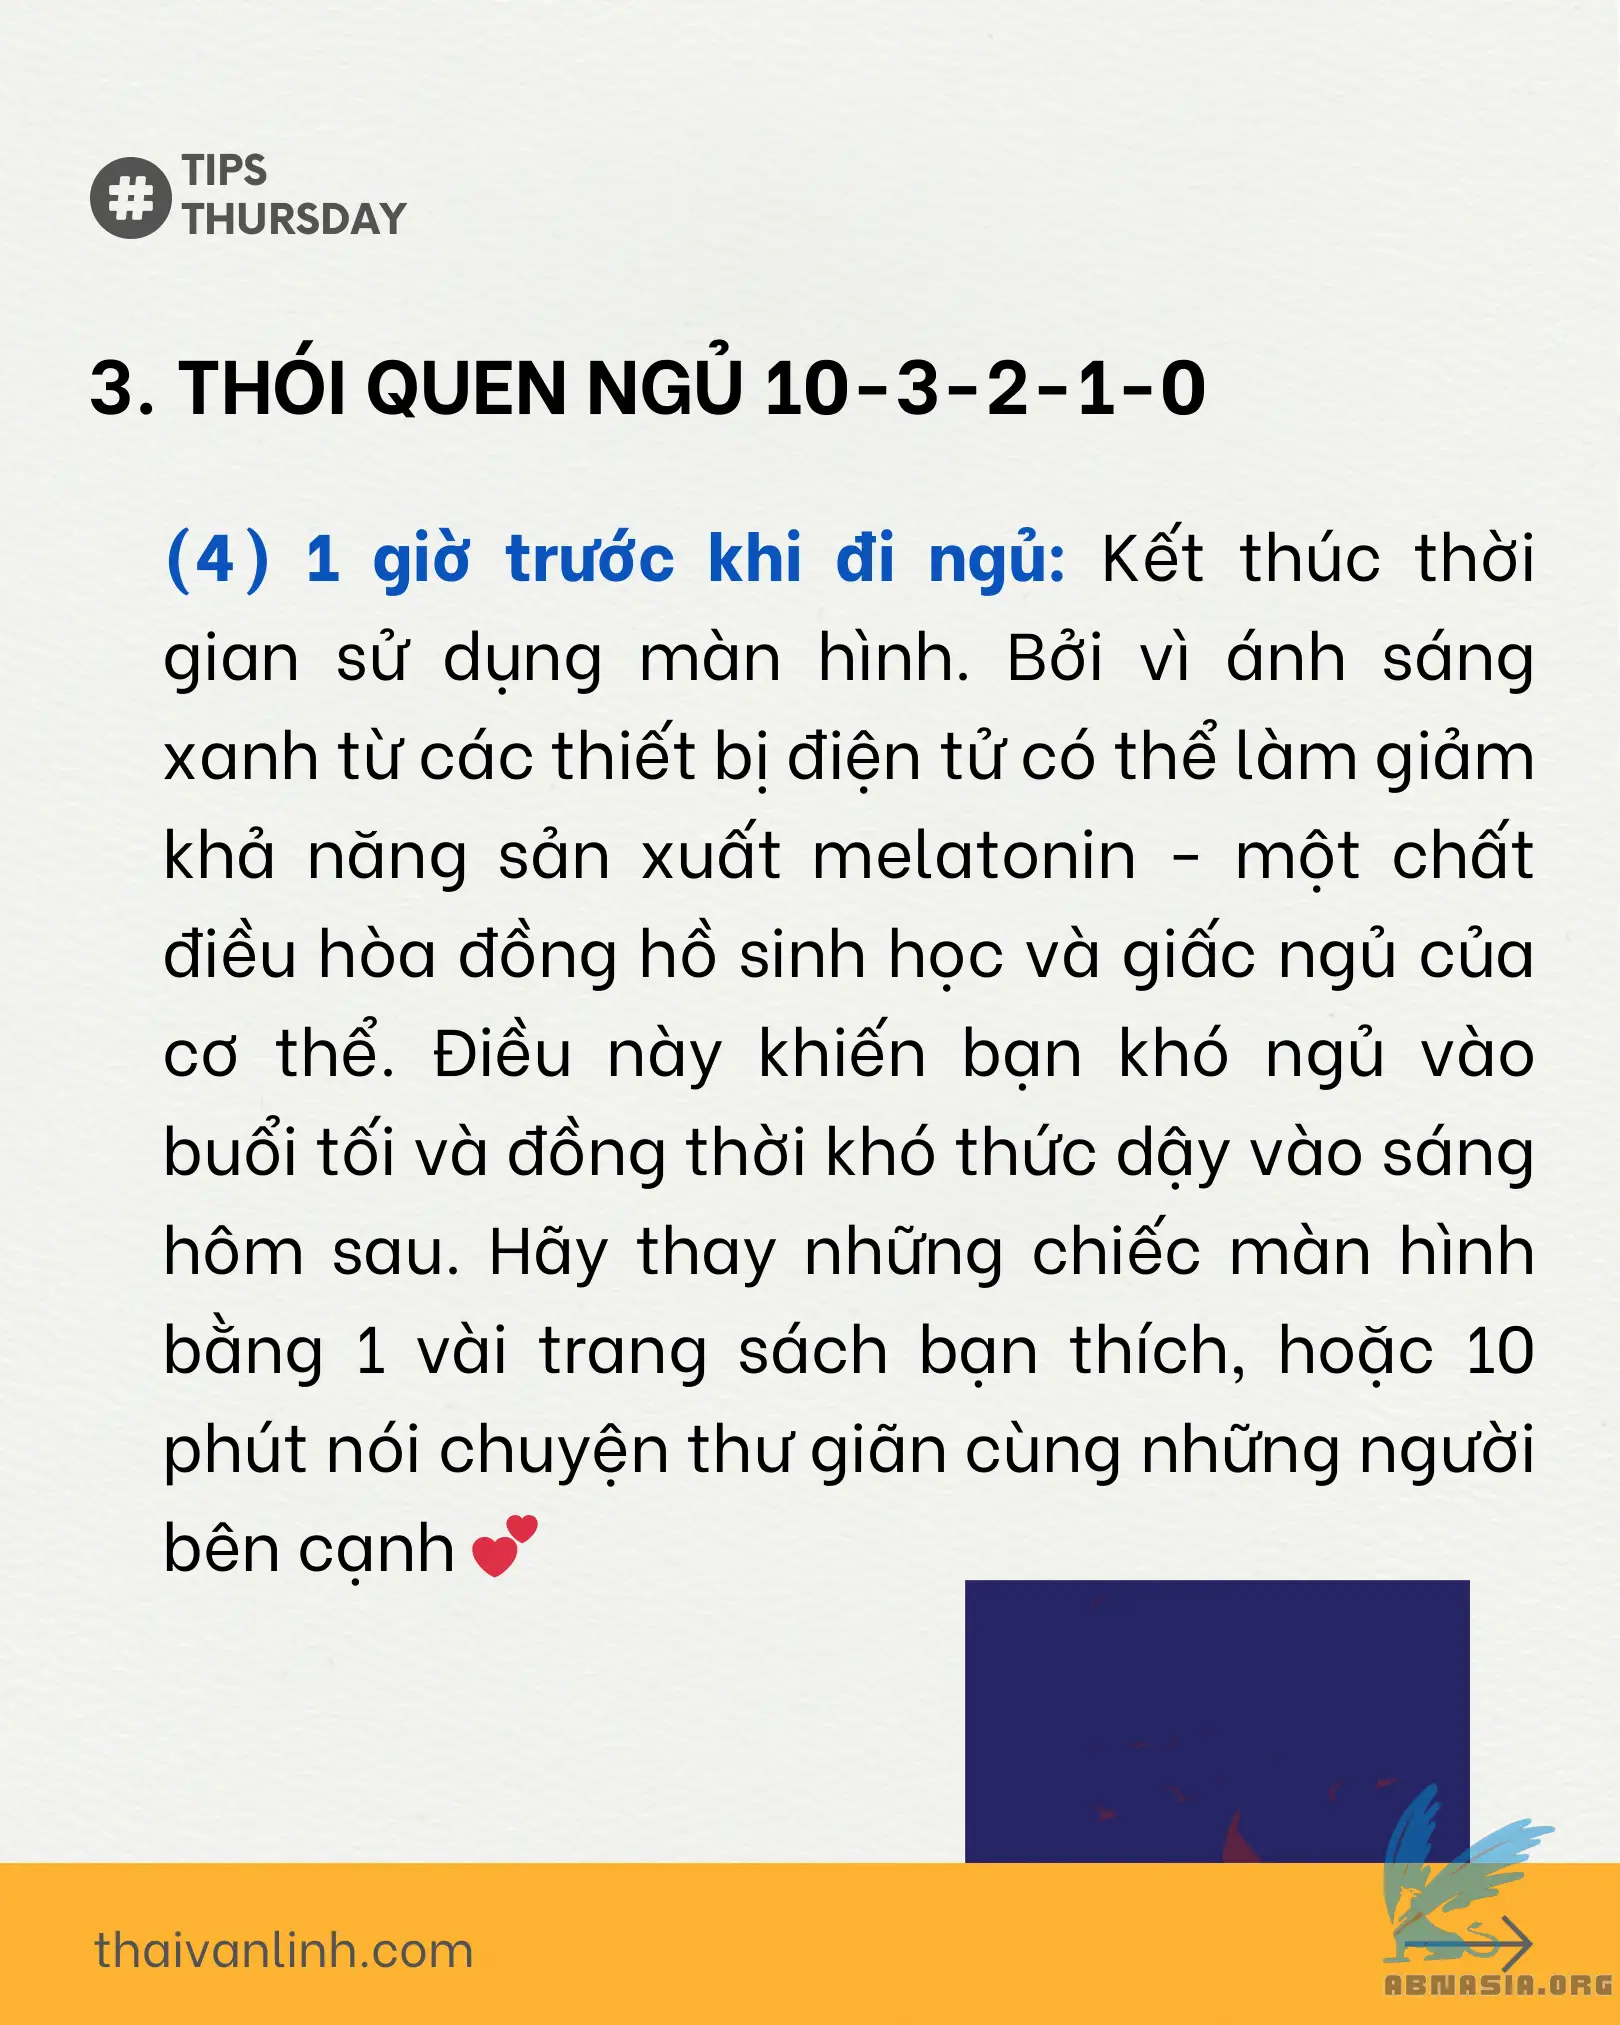 #
TIPS
THURSDAY
3. THÓI QUEN NGỦ 10-3-2-1-0
(4) 1 giờ trước khi đi ngủ: Kết thúc thời
gian sử dụng màn hình. Bởi vì ánh sáng
xanh từ các thiết bị điện tử có thể làm giảm
khả năng sản xuất melatonin - một chất
điều hòa đồng hồ sinh học và giấc ngủ của
cơ thể. Điều này khiến bạn khó ngủ vào
buổi tối và đồng thời khó thức dậy vào sáng
hôm sau. Hãy thay những chiếc màn hình
bằng 1 vài trang sách bạn thích, hoặc 10
phút nói chuyện thư giãn cùng những người
bên cạnh 💕
thaivanlinh.com
ABNASIA.ORG